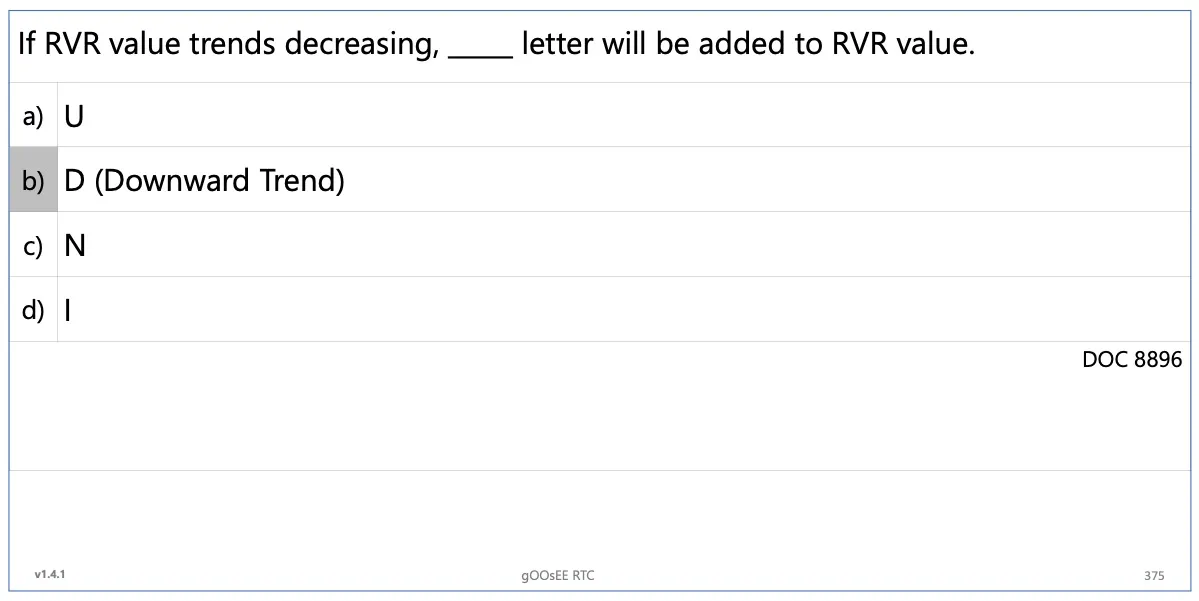 If RVR value trends decreasing, _____ letter will be added to RVR value.
a) U
b) D (Downward Trend)
c) N
d) I
DOC 8896
v1.4.1 gOOsEE RTC 375